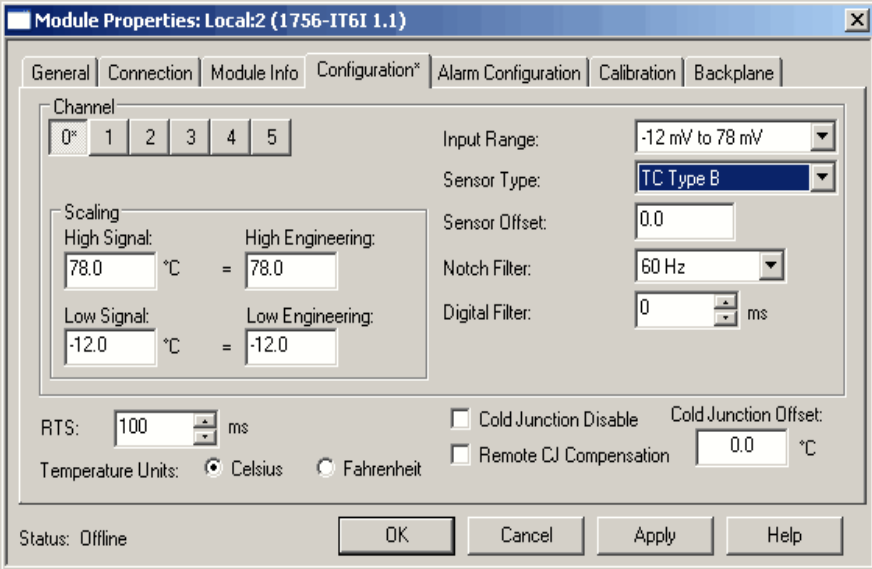 Module Properties: Local:2 (1756-IT6I 1.1)
General Connection Module Info Configuration* Alarm Configuration Calibration Backplane
Channel
0* 1 2 3 4 5
Input Range: -12 mV to 78 mV
Sensor Type: TC Type B
Sensor Offset: 0.0
Notch Filter: 60 Hz
Digital Filter: 0 ms
Scaling
High Signal: High Engineering:
78.0 °C = 78.0
Low Signal: Low Engineering:
-12.0 °C = -12.0
RTS: 100 ms
Temperature Units: Celsius Fahrenheit
Cold Junction Disable
Remote CJ Compensation
Cold Junction Offset:
0.0 °C
Status: Offline
OK Cancel Apply Help